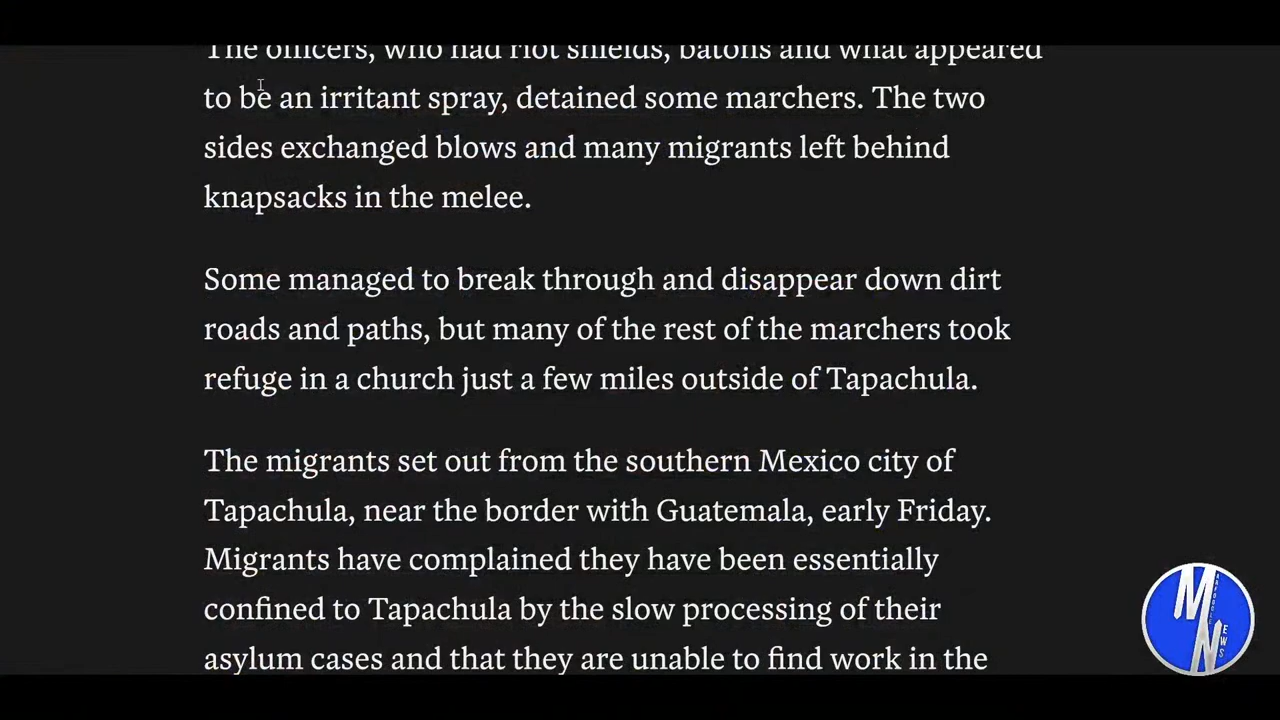 The officers, who had riot shields, batons and what appeared
to be an irritant spray, detained some marchers. The two
sides exchanged blows and many migrants left behind
knapsacks in the melee.
Some managed to break through and disappear down dirt
roads and paths, but many of the rest of the marchers took
refuge in a church just a few miles outside of Tapachula.
The migrants set out from the southern Mexico city of
Tapachula, near the border with Guatemala, early Friday.
Migrants have complained they have been essentially
confined to Tapachula by the slow processing of their
asylum cases and that they are unable to find work in the
M
N
EWS